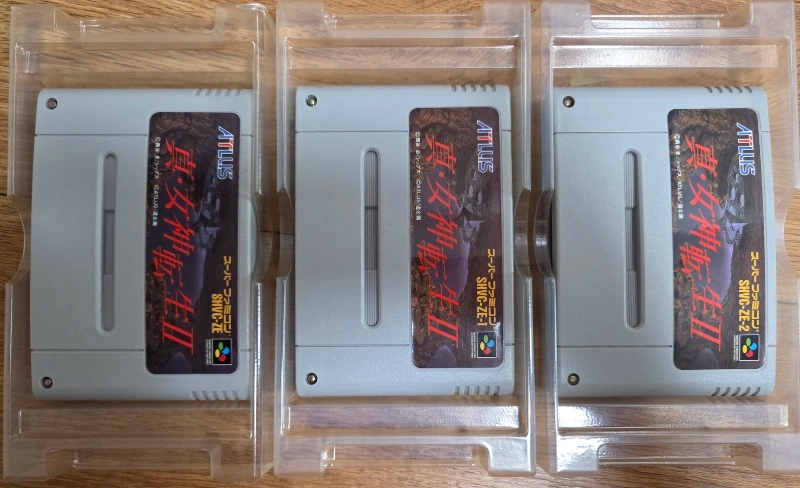 ATLUS
真・女神転生II
スーパーファミコン
SHVC-ZE
ATLUS
真・女神転生II
スーパーファミコン
SHVC-ZE-1
ATLUS
真・女神転生II
スーパーファミコン
SHVC-ZE-2